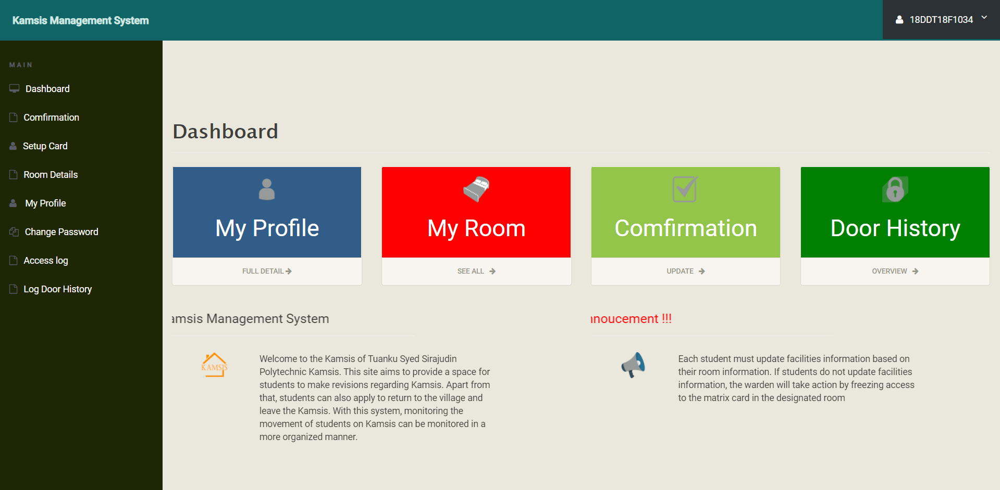 Kamsis Management System
18DDT18F1034
MAIN
Dashboard
Comfirmation
Setup Card
Room Details
My Profile
Change Password
Access log
Log Door History
Dashboard
My Profile
FULL DETAIL
My Room
SEE ALL
Comfirmation
UPDATE
Door History
OVERVIEW
amsis Management System
KAMSIS
Welcome to the Kamsis of Tuanku Syed Sirajudin
Polytechnic Kamsis. This site aims to provide a space for
students to make revisions regarding Kamsis. Apart from
that, students can also apply to return to the village and
leave the Kamsis. With this system, monitoring the
movement of students on Kamsis can be monitored in a
more organized manner.
nnoucement !!!
Each student must update facilities information based on
their room information. If students do not update facilities
information, the warden will take action by freezing access
to the matrix card in the designated room